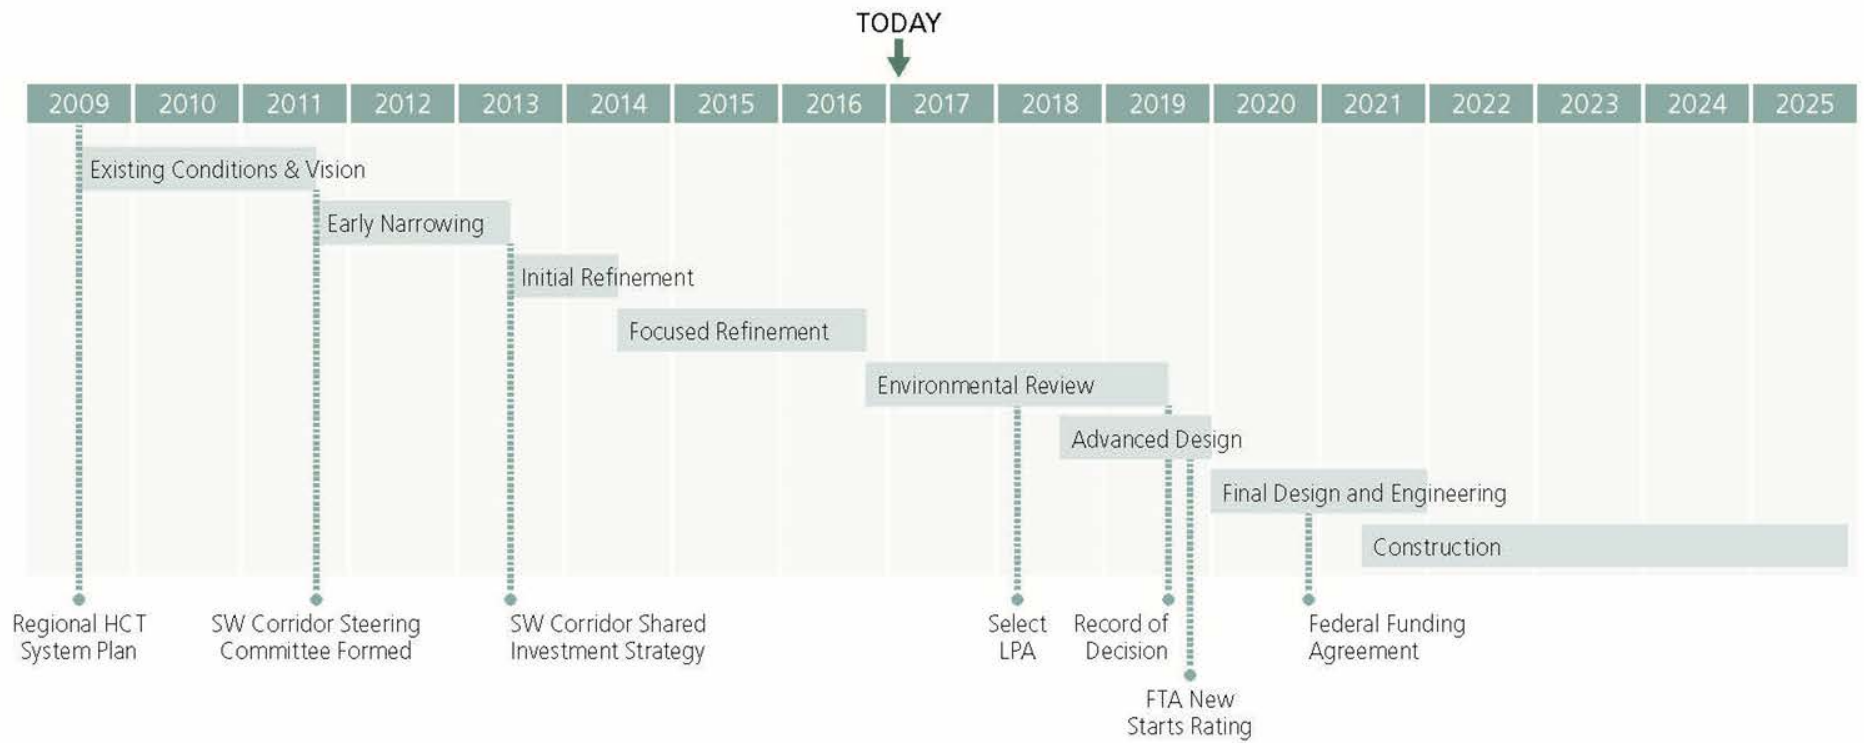 TODAY
2009 2010 2011 2012 2013 2014 2015 2016 2017 2018 2019 2020 2021 2022 2023 2024 2025
Existing Conditions & Vision
Early Narrowing
Initial Refinement
Focused Refinement
Environmental Review
Advanced Design
Final Design and Engineering
Construction
Regional HCT
System Plan
SW Corridor Steering
Committee Formed
SW Corridor Shared
Investment Strategy
Select
LPA
Record of
Decision
Federal Funding
Agreement
FTA New
Starts Rating